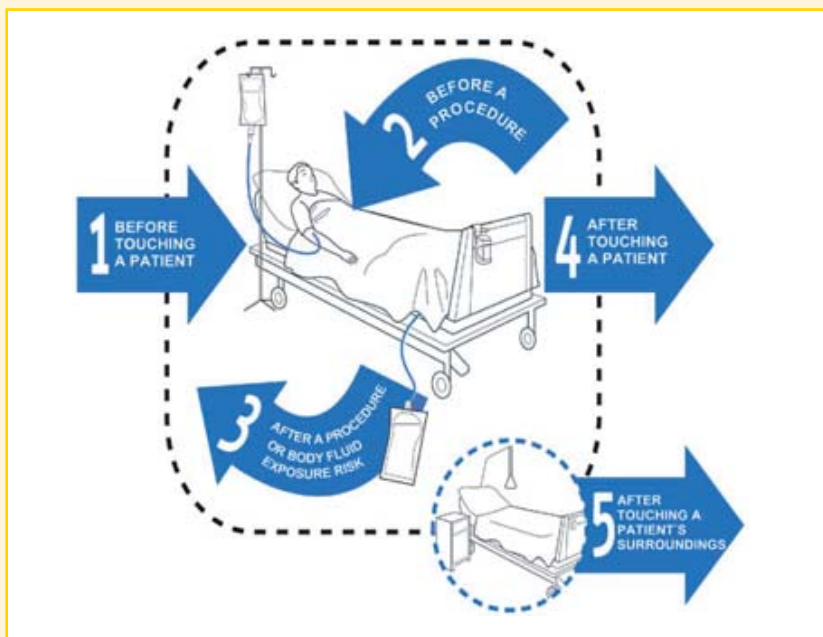 1 BEFORE
TOUCHING
A PATIENT
2 BEFORE A
PROCEDURE
3 AFTER A PROCEDURE
OR BODY FLUID
EXPOSURE RISK
4 AFTER
TOUCHING
A PATIENT
5 AFTER
TOUCHING A
PATIENT'S
SURROUNDINGS